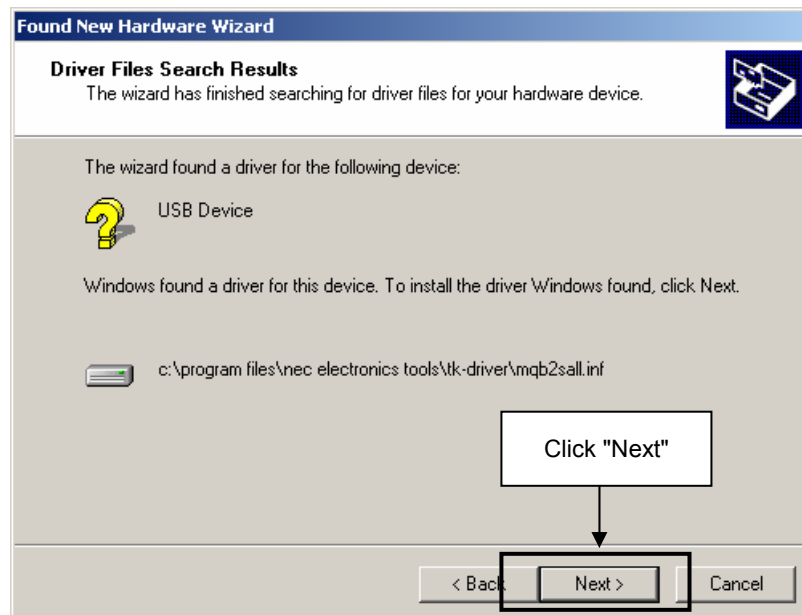 Found New Hardware Wizard
Driver Files Search Results
The wizard has finished searching for driver files for your hardware device.
The wizard found a driver for the following device:
USB Device
Windows found a driver for this device. To install the driver Windows found, click Next.
c:\program files\nec electronics tools\tk-driver\mqb2sall.inf
Click "Next"
< Back Next > Cancel